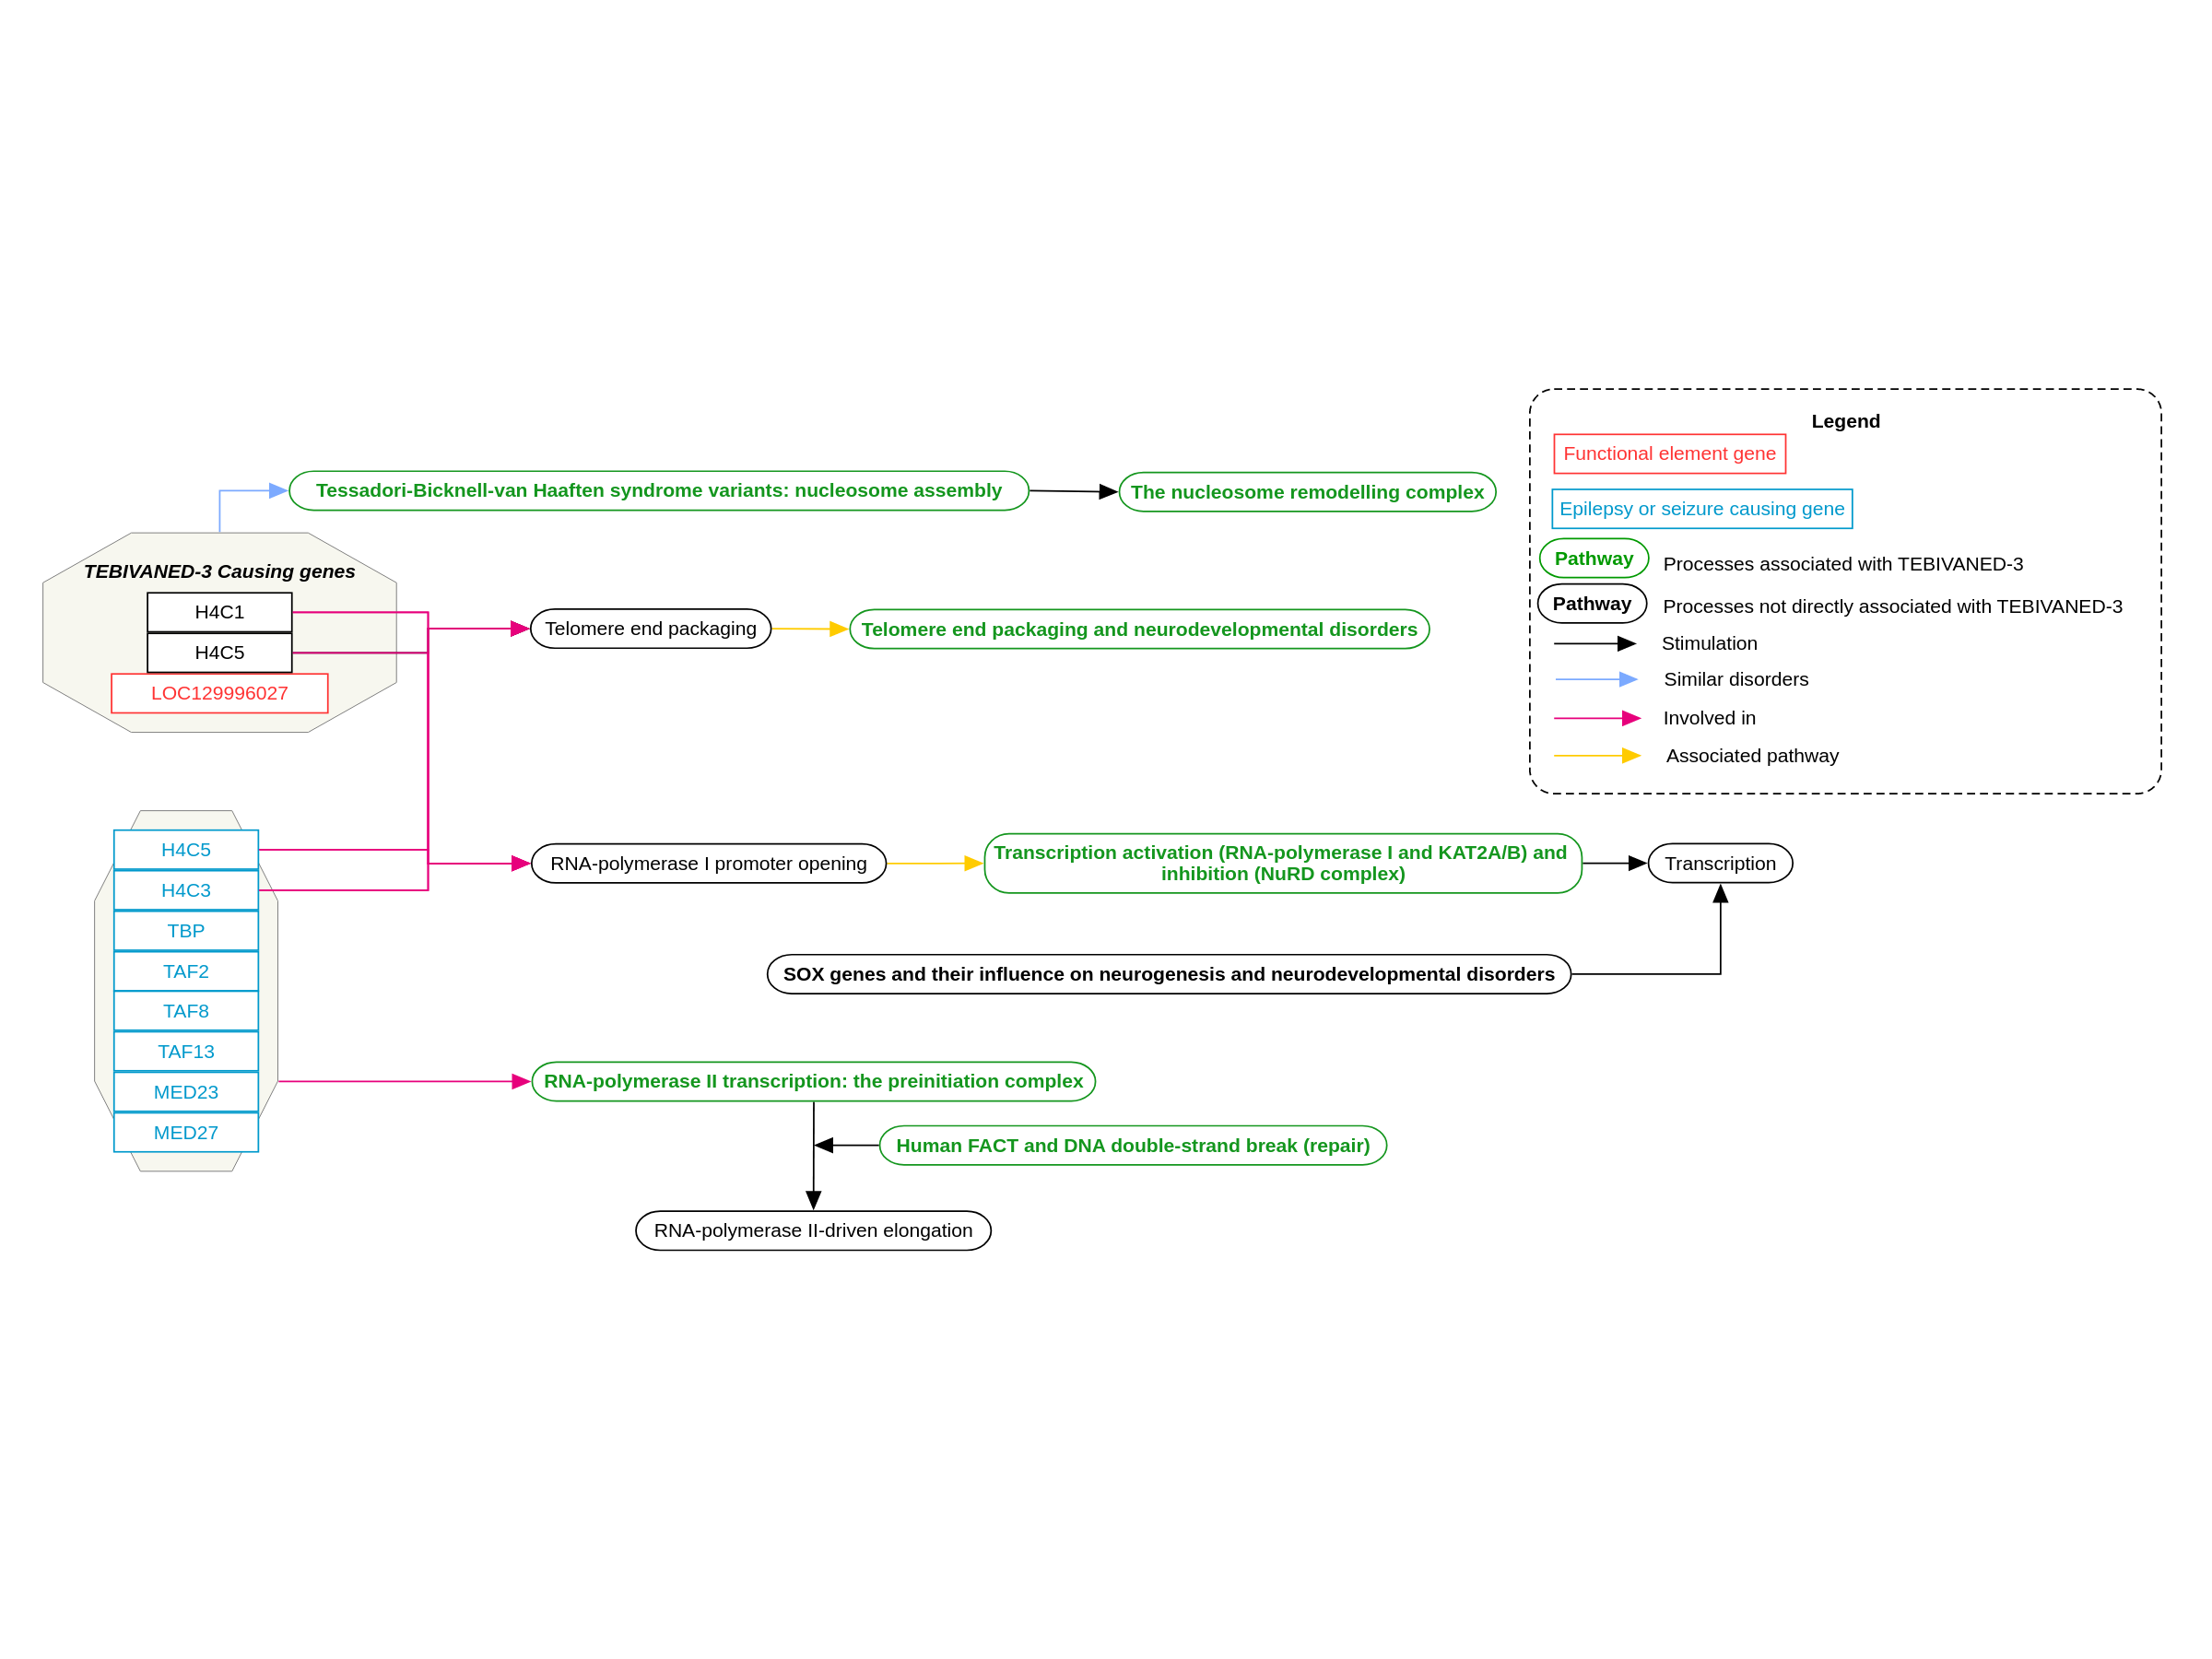 Legend
Functional element gene
Epilepsy or seizure causing gene
Pathway
Processes associated with TEBIVANED-3
Pathway
Processes not directly associated with TEBIVANED-3
Stimulation
Similar disorders
Involved in
Associated pathway
Tessadori-Bicknell-van Haaften syndrome variants: nucleosome assembly
The nucleosome remodelling complex
TEBIVANED-3 Causing genes
H4C1
H4C5
LOC129996027
Telomere end packaging
Telomere end packaging and neurodevelopmental disorders
H4C5
H4C3
TBP
TAF2
TAF8
TAF13
MED23
MED27
RNA-polymerase I promoter opening
Transcription activation (RNA-polymerase I and KAT2A/B) and
inhibition (NuRD complex)
Transcription
SOX genes and their influence on neurogenesis and neurodevelopmental disorders
RNA-polymerase II transcription: the preinitiation complex
Human FACT and DNA double-strand break (repair)
RNA-polymerase II-driven elongation